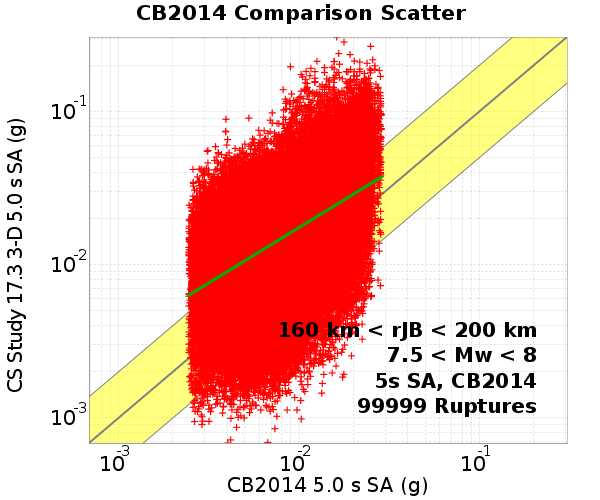 CB2014 Comparison Scatter
CS Study 17.3 3-D 5.0 s SA (g)
10-1
10-2
10-3
160 km < rJB < 200 km
7.5 < Mw < 8
5s SA, CB2014
99999 Ruptures
10-3 10-2 10-1
CB2014 5.0 s SA (g)